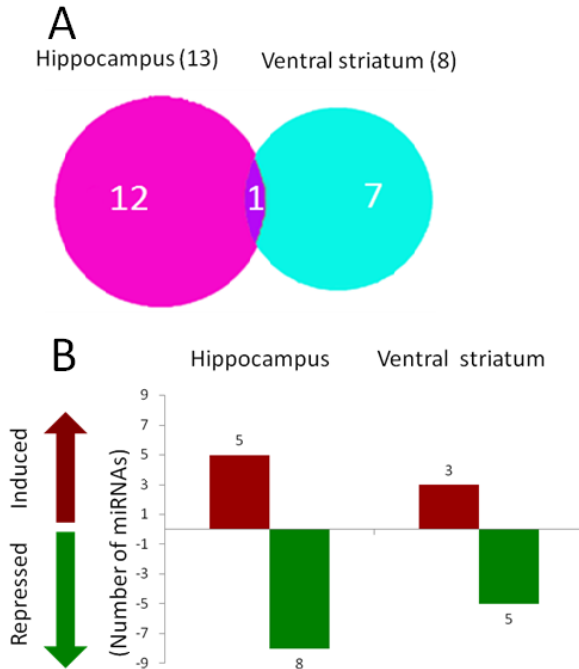 A
Hippocampus (13)
Ventral striatum (8)
12
1
7
B
Hippocampus
Ventral striatum
Induced
Repressed
(Number of miRNAs)
9
7
5
3
1
-1
-3
-5
-7
-9
5
8
3
5